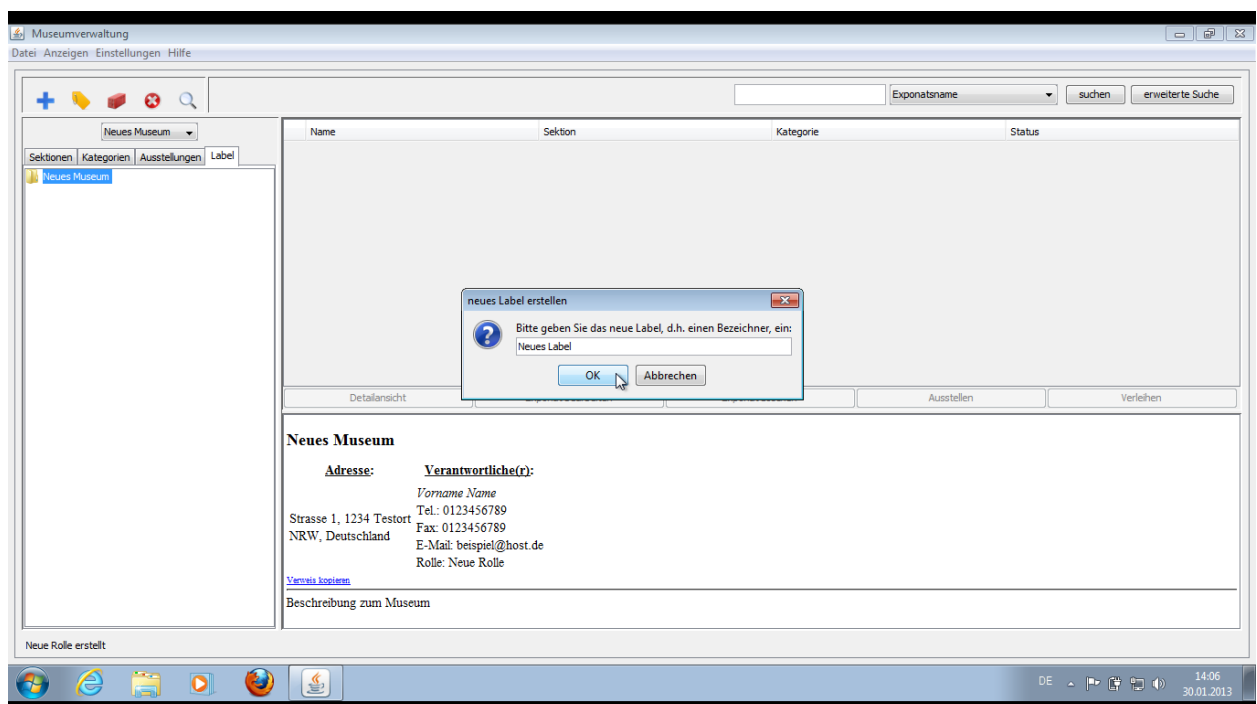 Museumverwaltung
Datei Anzeigen Einstellungen Hilfe
Exponatsname
suchen
erweiterte Suche
Neues Museum
Sektionen Kategorien Ausstellungen Label
Neues Museum
Name Sektion Kategorie Status
neues Label erstellen
Bitte geben Sie das neue Label, d.h. einen Bezeichner, ein:
Neues Label
OK Abbrechen
Detailansicht Ausstellen Verleihen
Neues Museum
Adresse: Verantwortliche(r):
Vorname Name
Tel.: 0123456789
Strasse 1, 1234 Testort
Fax: 0123456789
NRW, Deutschland
E-Mail: beispiel@host.de
Rolle: Neue Rolle
Verweis kopieren
Beschreibung zum Museum
Neue Rolle erstellt
DE
14:06
30.01.2013